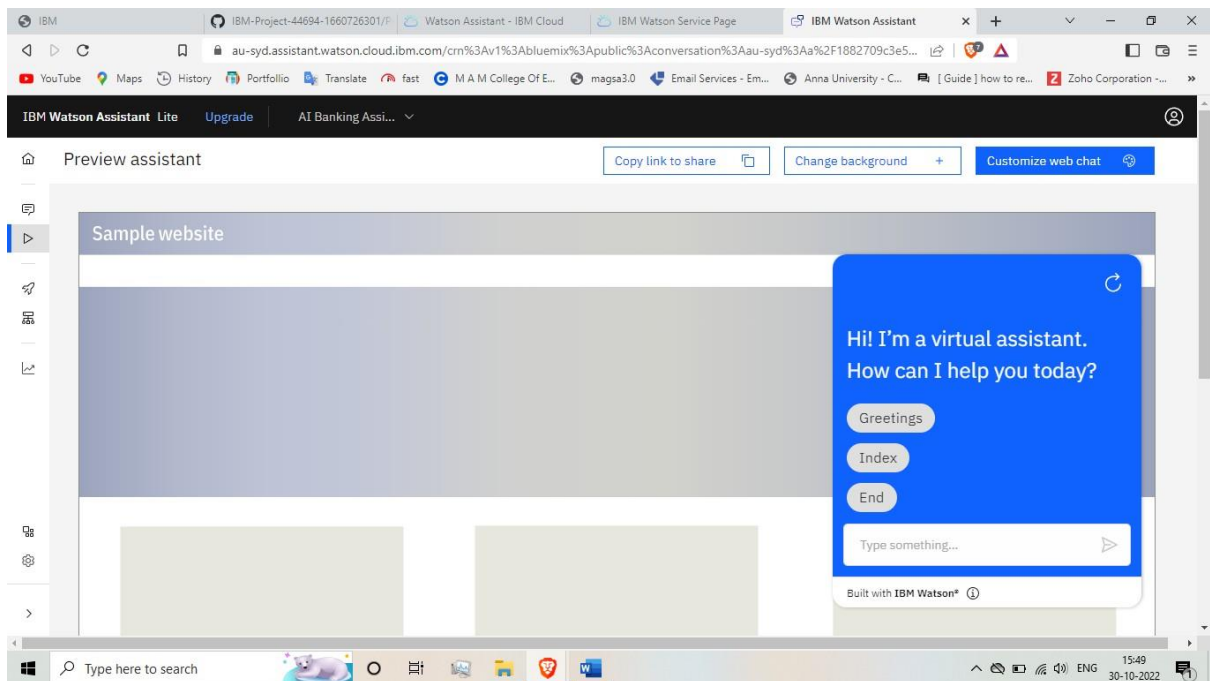 IBM
IBM-Project-44694-1660726301/F
Watson Assistant - IBM Cloud
IBM Watson Service Page
IBM Watson Assistant
au-syd.assistant.watson.cloud.ibm.com/crn%3Av1%3Abluemix%3Apublic%3Aconversation%3Aau-syd%3Aa%2F1882709c3e5...
YouTube Maps History Portfollio Translate fast M A M College Of E... magsa3.0 Email Services - Em... Anna University - C... [ Guide ] how to re... Zoho Corporation -... »
IBM Watson Assistant Lite Upgrade AI Banking Assi...
Preview assistant Copy link to share Change background + Customize web chat
Sample website
Hi! I'm a virtual assistant.
How can I help you today?
Greetings
Index
End
Type something...
Built with IBM Watson®
Type here to search
ENG
15:49
30-10-2022